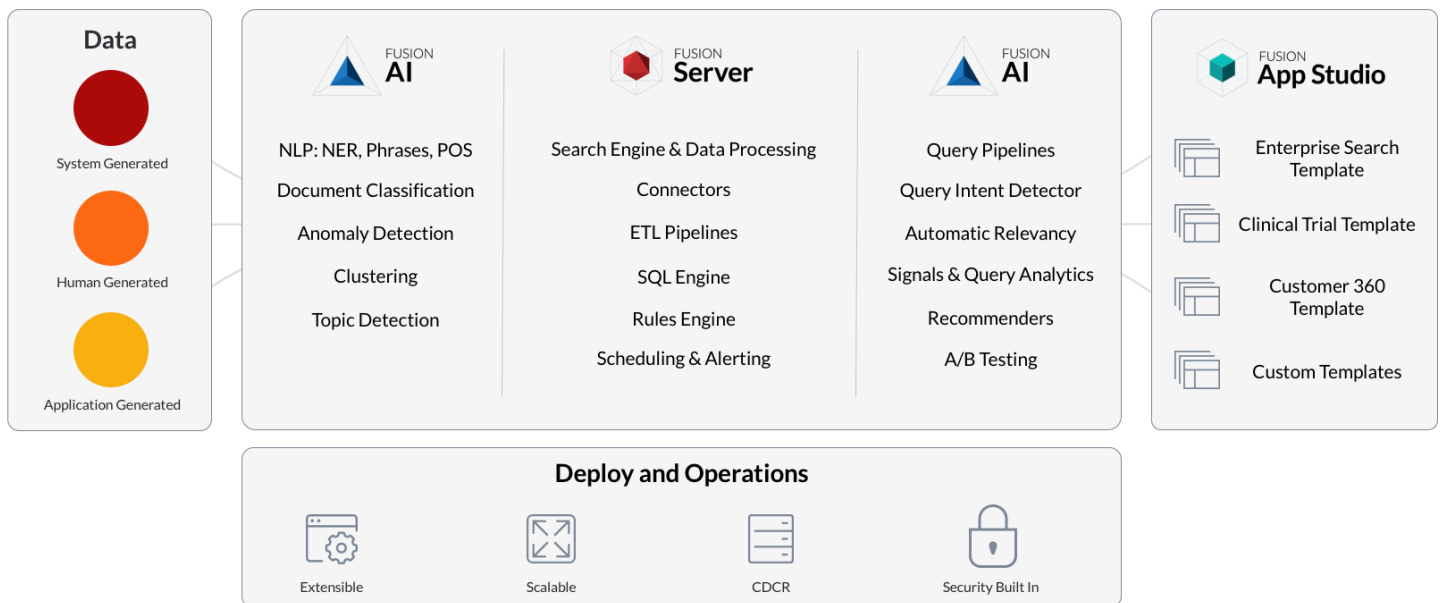 Data
System Generated
Human Generated
Application Generated
FUSION
AI
NLP: NER, Phrases, POS
Document Classification
Anomaly Detection
Clustering
Topic Detection
FUSION
Server
Search Engine & Data Processing
Connectors
ETL Pipelines
SQL Engine
Rules Engine
Scheduling & Alerting
FUSION
AI
Query Pipelines
Query Intent Detector
Automatic Relevancy
Signals & Query Analytics
Recommenders
A/B Testing
FUSION
App Studio
Enterprise Search
Template
Clinical Trial Template
Customer 360
Template
Custom Templates
Deploy and Operations
Extensible
Scalable
CDCR
Security Built In